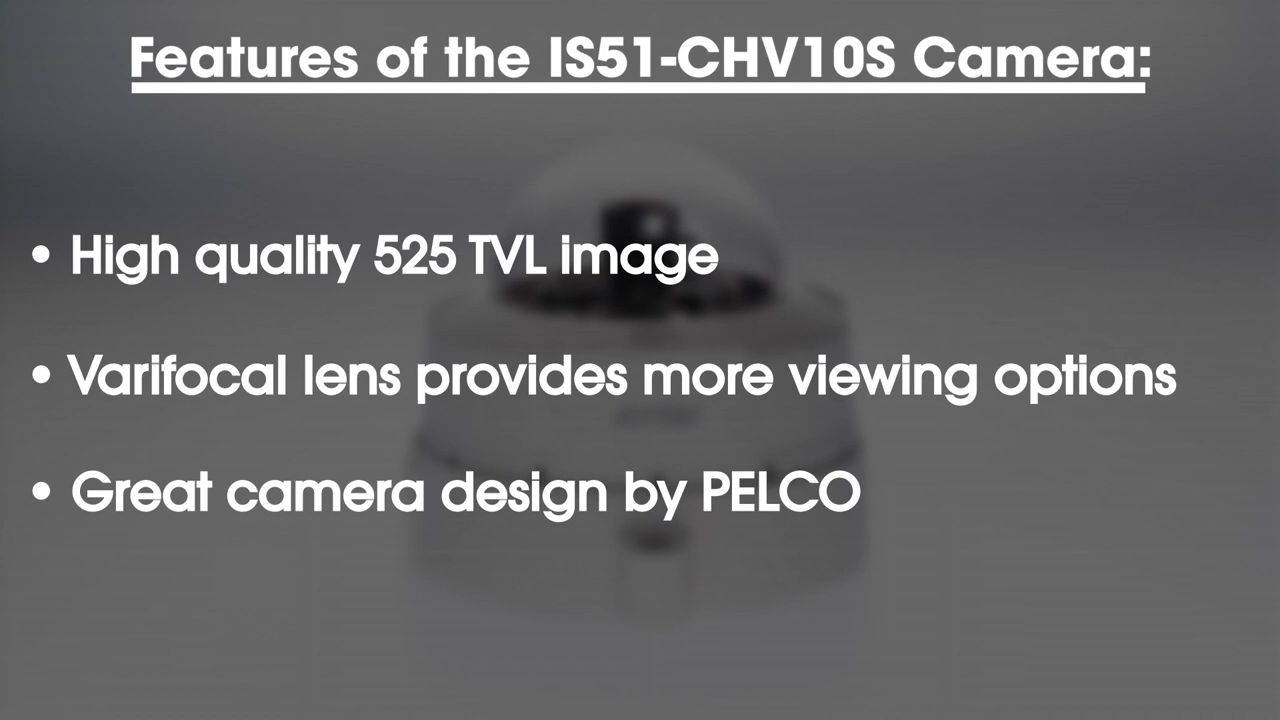 Features of the IS51-CHV10S Camera:
• High quality 525 TVL image
• Varifocal lens provides more viewing options
• Great camera design by PELCO